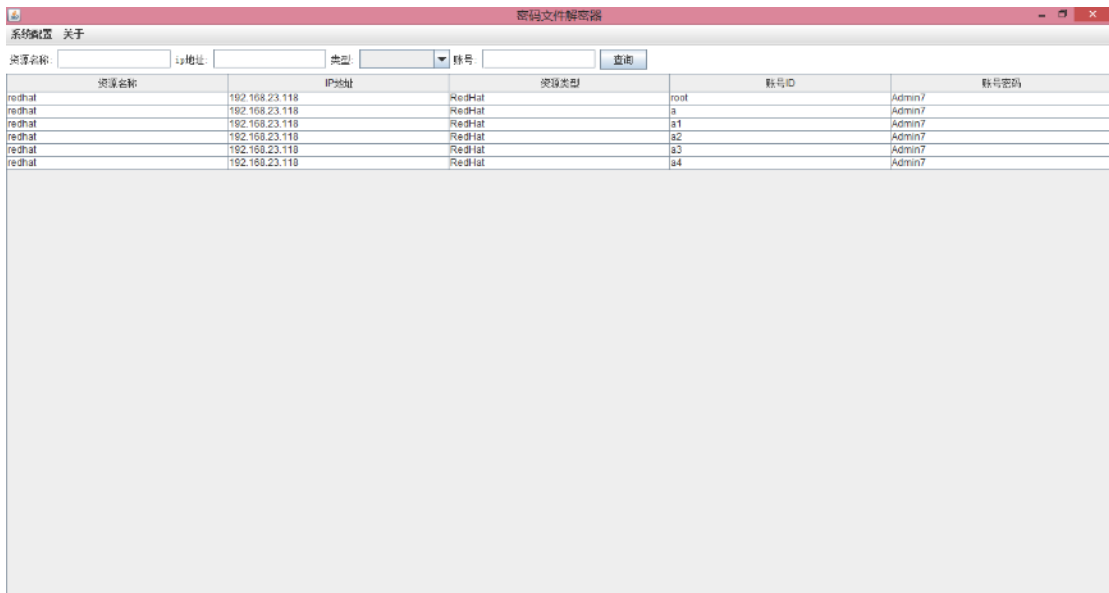 密码文件解密器
系统配置 关于
资源名称: ip地址: 类型: 账号: 查询
资源名称 IP地址 资源类型 账号ID 账号密码
redhat 192.168.23.118 RedHat root Admin7
redhat 192.168.23.118 RedHat a Admin7
redhat 192.168.23.118 RedHat a1 Admin7
redhat 192.168.23.118 RedHat a2 Admin7
redhat 192.168.23.118 RedHat a3 Admin7
redhat 192.168.23.118 RedHat a4 Admin7